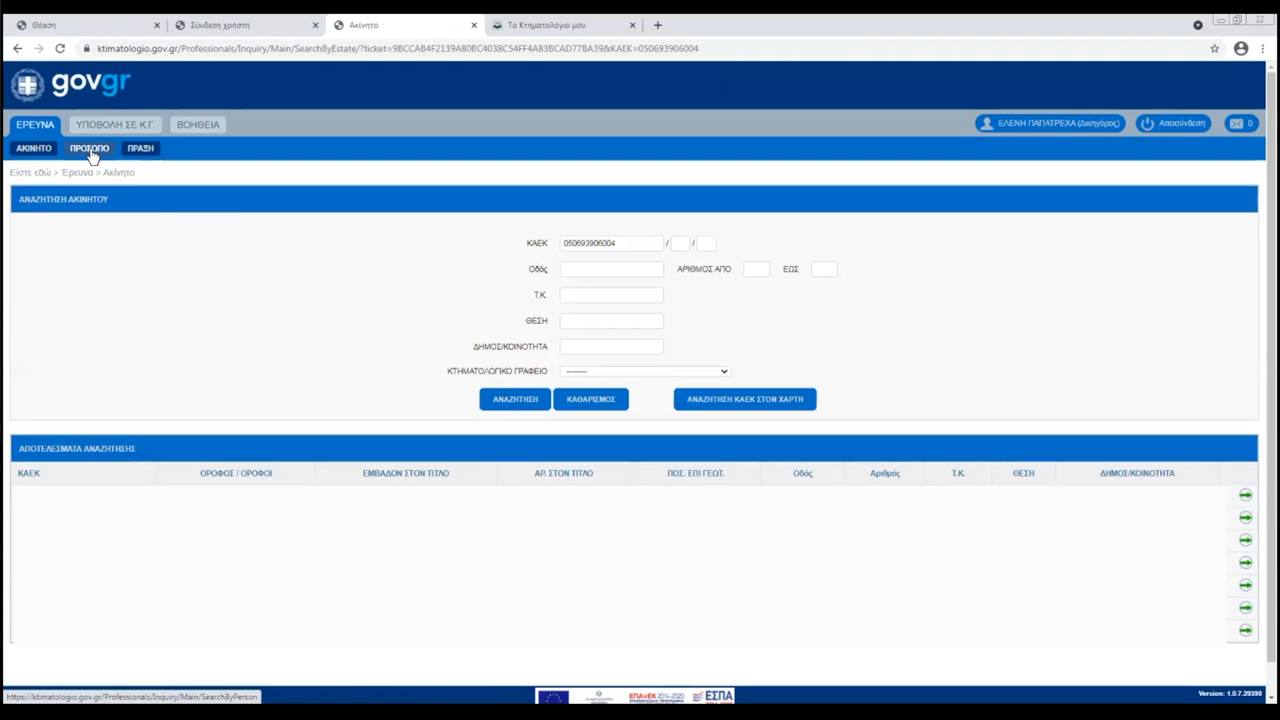 Θέαση
Σύνδεση χρήστη
Ακίνητο
Το Κτηματολόγιο μου
ktimatologio.gov.gr/Professionals/Inquiry/Main/SearchByEstate/?ticket=9BCCAB4F2139A80BC4038C54FF4A83BCAD77BA39&KAEK=050693906004
govgr
ΕΡΕΥΝΑ ΥΠΟΒΟΛΗ ΣΕ Κ.Γ. ΒΟΗΘΕΙΑ ΕΛΕΝΗ ΠΑΠΑΤΡΕΧΑ (Δικηγόρος) Αποσύνδεση 0
ΑΚΙΝΗΤΟ ΠΡΟΣΩΠΟ ΠΡΑΞΗ
Είστε εδώ > Έρευνα > Ακίνητο
ΑΝΑΖΗΤΗΣΗ ΑΚΙΝΗΤΟΥ
ΚΑΕΚ 050693906004 / /
Οδός ΑΡΙΘΜΟΣ ΑΠΟ ΕΩΣ
Τ.Κ.
ΘΕΣΗ
ΔΗΜΟΣ/ΚΟΙΝΟΤΗΤΑ
ΚΤΗΜΑΤΟΛΟΓΙΚΟ ΓΡΑΦΕΙΟ --------
ΑΝΑΖΗΤΗΣΗ ΚΑΘΑΡΙΣΜΟΣ ΑΝΑΖΗΤΗΣΗ ΚΑΕΚ ΣΤΟΝ ΧΑΡΤΗ
ΑΠΟΤΕΛΕΣΜΑΤΑ ΑΝΑΖΗΤΗΣΗΣ
ΚΑΕΚ ΟΡΟΦΟΣ / ΟΡΟΦΟΙ ΕΜΒΑΔΟΝ ΣΤΟΝ ΤΙΤΛΟ ΑΡ. ΣΤΟΝ ΤΙΤΛΟ ΠΟΣ. ΕΠΙ ΓΕΩΤ. Οδός Αριθμός Τ.Κ. ΘΕΣΗ ΔΗΜΟΣ/ΚΟΙΝΟΤΗΤΑ
https://ktimatologio.gov.gr/Professionals/Inquiry/Main/SearchByPerson
ΕΠΑνΕΚ 2014-2020
ΕΣΠΑ
Version: 1.0.7.29398